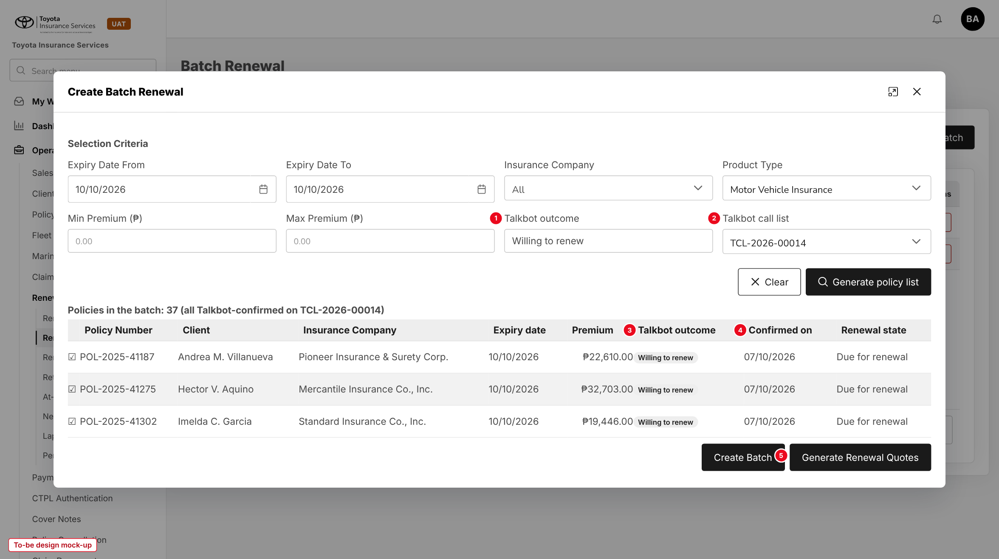 Toyota
Insurance Services
UAT
BA
Toyota Insurance Services
Batch Renewal
Search menu
Create Batch Renewal
My W
Dashl
Opera
atch
Selection Criteria
Expiry Date From
Expiry Date To
Insurance Company
Product Type
Sales
10/10/2026
10/10/2026
All
Motor Vehicle Insurance
Client
Policy
Min Premium (₱)
Max Premium (₱)
1 Talkbot outcome
2 Talkbot call list
Fleet
0.00
0.00
Willing to renew
TCL-2026-00014
Marin
Claim
Clear
Generate policy list
Renew
Policies in the batch: 37 (all Talkbot-confirmed on TCL-2026-00014)
Policy Number
Client
Insurance Company
Expiry date
Premium
3 Talkbot outcome
4 Confirmed on
Renewal state
☑ POL-2025-41187
Andrea M. Villanueva
Pioneer Insurance & Surety Corp.
10/10/2026
₱22,610.00
Willing to renew
07/10/2026
Due for renewal
☑ POL-2025-41275
Hector V. Aquino
Mercantile Insurance Co., Inc.
10/10/2026
₱32,703.00
Willing to renew
07/10/2026
Due for renewal
☑ POL-2025-41302
Imelda C. Garcia
Standard Insurance Co., Inc.
10/10/2026
₱19,446.00
Willing to renew
07/10/2026
Due for renewal
At-
Ne
Lap
Create Batch 5
Generate Renewal Quotes
Paym
CTPL Authentication
Cover Notes
To-be design mock-up